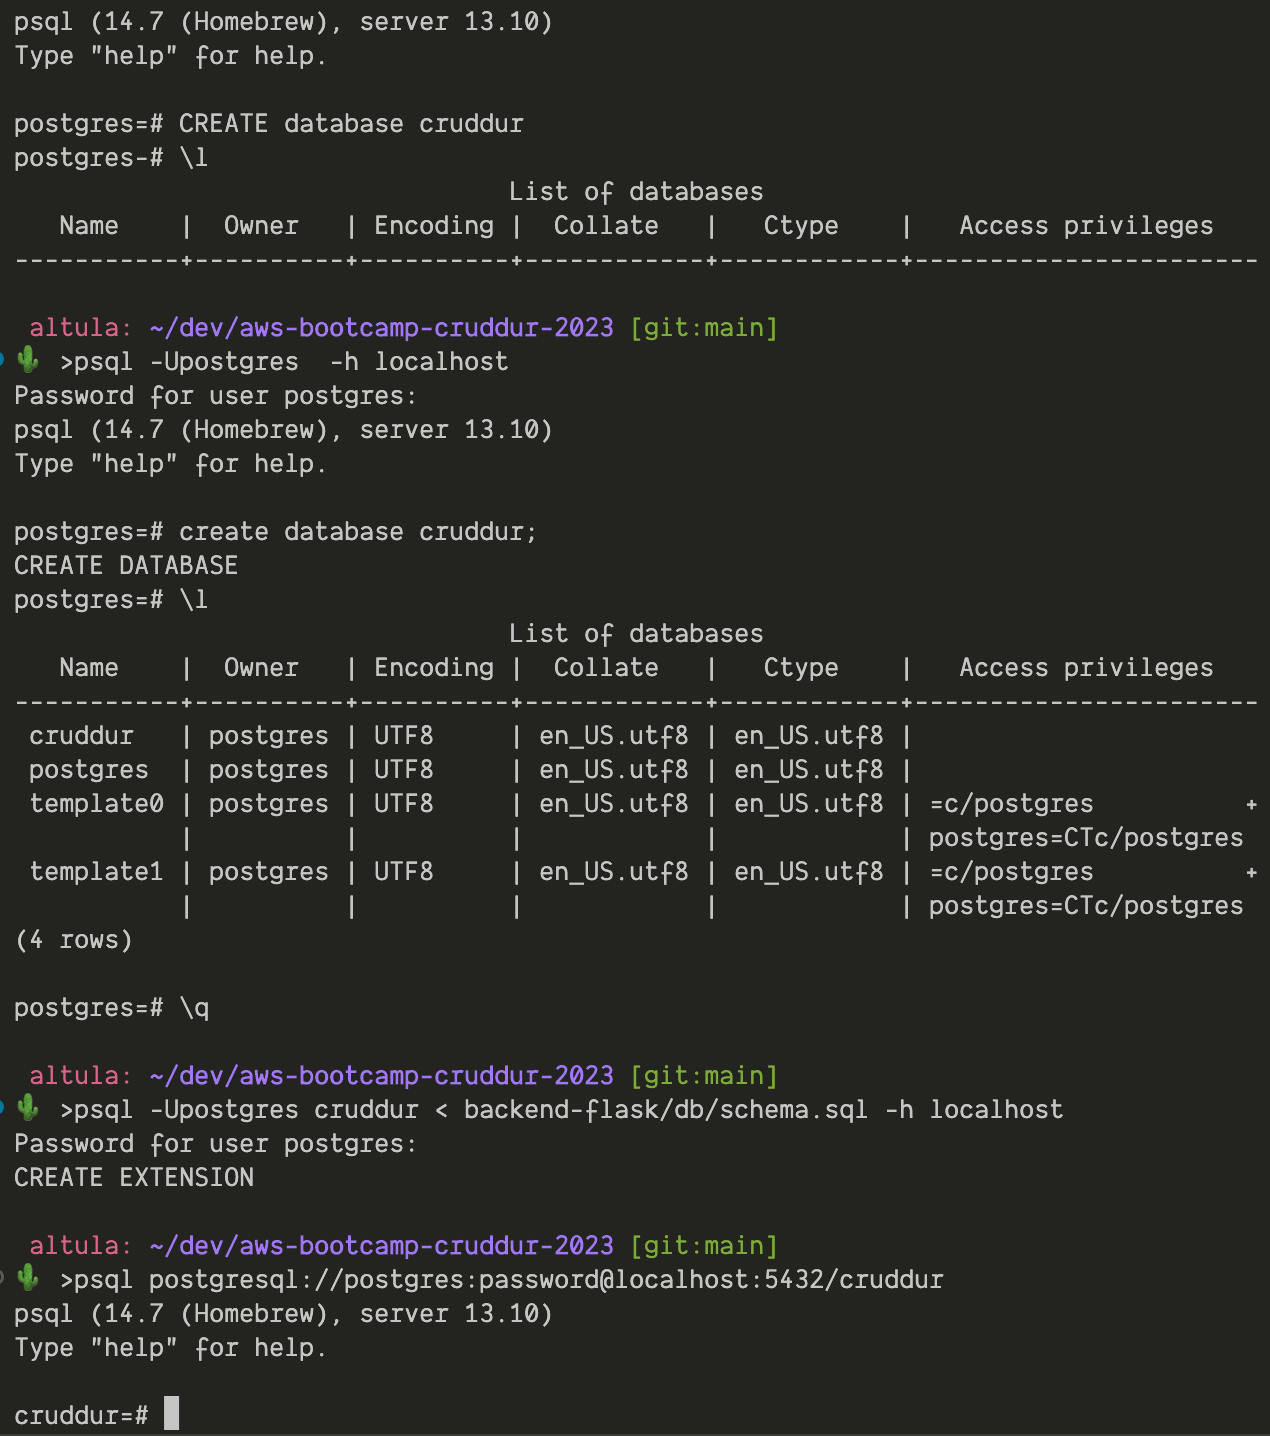 psql (14.7 (Homebrew), server 13.10)
Type "help" for help.
postgres=# CREATE database cruddur
postgres-# \l
List of databases
Name | Owner | Encoding | Collate | Ctype | Access privileges
-----------+----------+----------+------------+------------+-----------------------
altula: ~/dev/aws-bootcamp-cruddur-2023 [git:main]
🌵 >psql -Upostgres  -h localhost
Password for user postgres:
psql (14.7 (Homebrew), server 13.10)
Type "help" for help.
postgres=# create database cruddur;
CREATE DATABASE
postgres=# \l
List of databases
Name | Owner | Encoding | Collate | Ctype | Access privileges
-----------+----------+----------+------------+------------+-----------------------
cruddur | postgres | UTF8 | en_US.utf8 | en_US.utf8 |
postgres | postgres | UTF8 | en_US.utf8 | en_US.utf8 |
template0 | postgres | UTF8 | en_US.utf8 | en_US.utf8 | =c/postgres +
| | | | | postgres=CTc/postgres
template1 | postgres | UTF8 | en_US.utf8 | en_US.utf8 | =c/postgres +
| | | | | postgres=CTc/postgres
(4 rows)
postgres=# \q
altula: ~/dev/aws-bootcamp-cruddur-2023 [git:main]
🌵 >psql -Upostgres cruddur < backend-flask/db/schema.sql -h localhost
Password for user postgres:
CREATE EXTENSION
altula: ~/dev/aws-bootcamp-cruddur-2023 [git:main]
🌵 >psql postgresql://postgres:password@localhost:5432/cruddur
psql (14.7 (Homebrew), server 13.10)
Type "help" for help.
cruddur=#